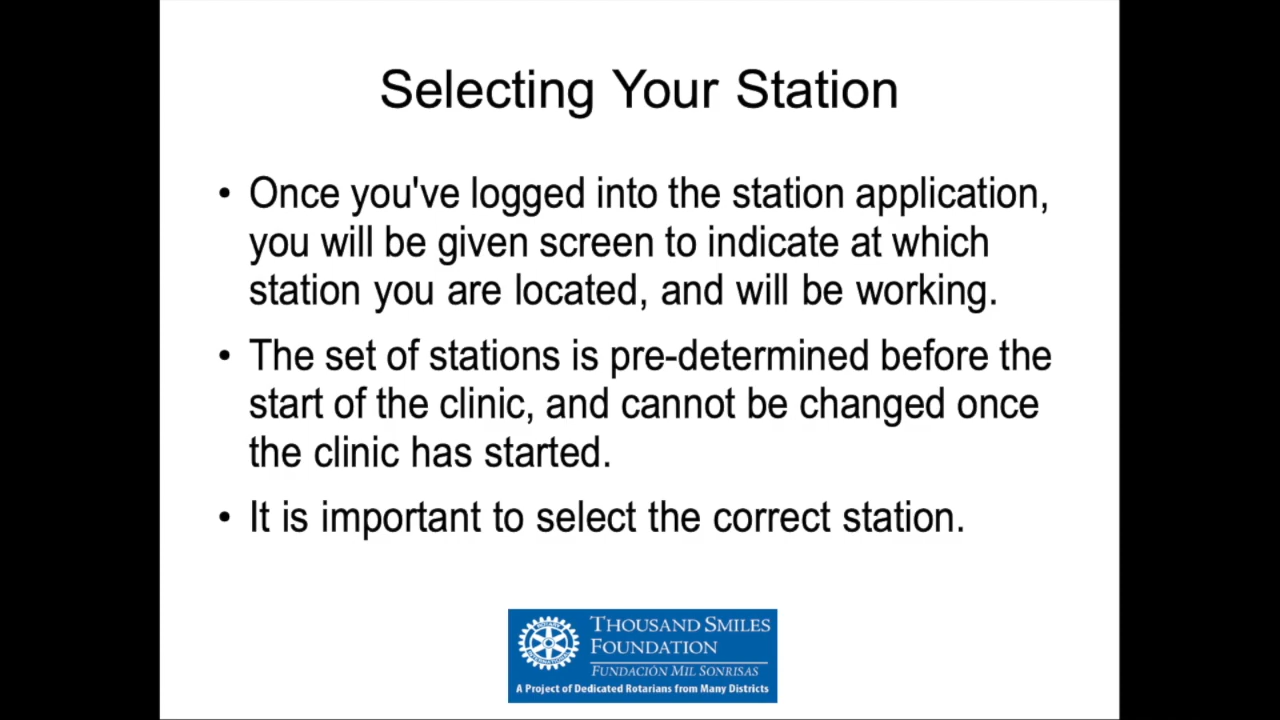 Selecting Your Station
• Once you've logged into the station application,
you will be given screen to indicate at which
station you are located, and will be working.
• The set of stations is pre-determined before the
start of the clinic, and cannot be changed once
the clinic has started.
• It is important to select the correct station.
ROTARY
INTERNATIONAL
THOUSAND SMILES
FOUNDATION
FUNDACIÓN MIL SONRISAS
A Project of Dedicated Rotarians from Many Districts